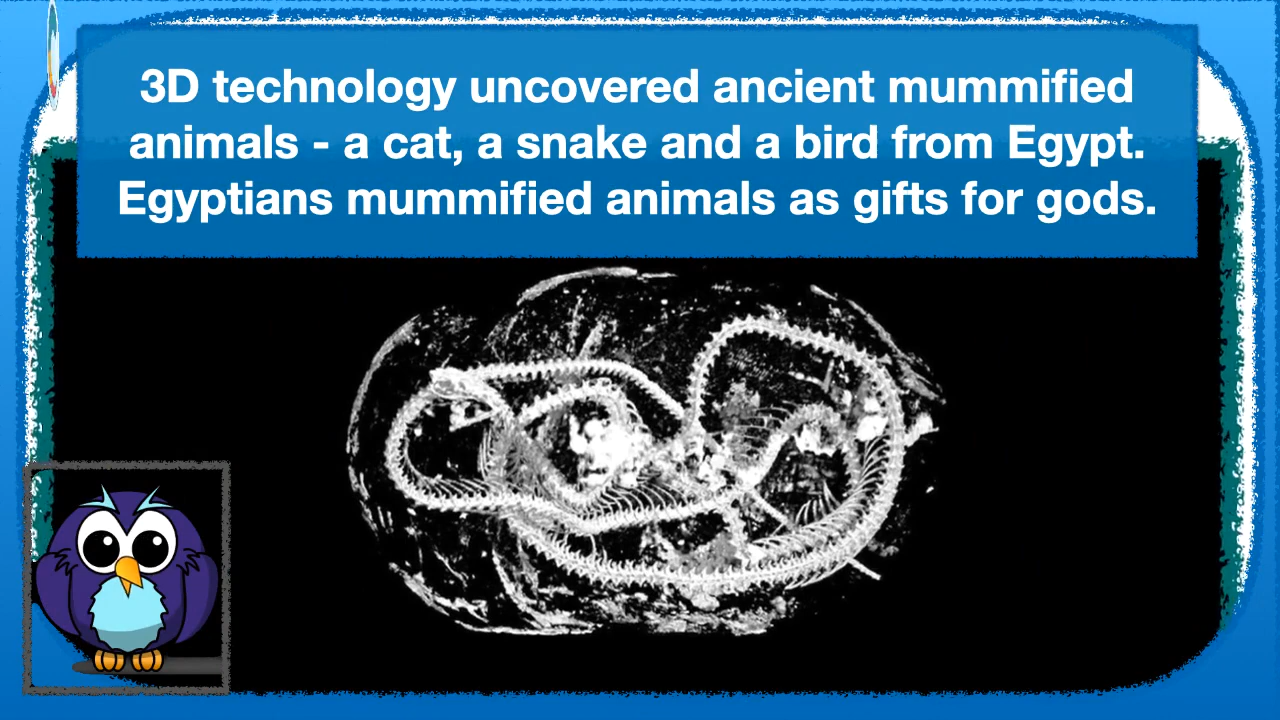 3D technology uncovered ancient mummified
animals - a cat, a snake and a bird from Egypt.
Egyptians mummified animals as gifts for gods.